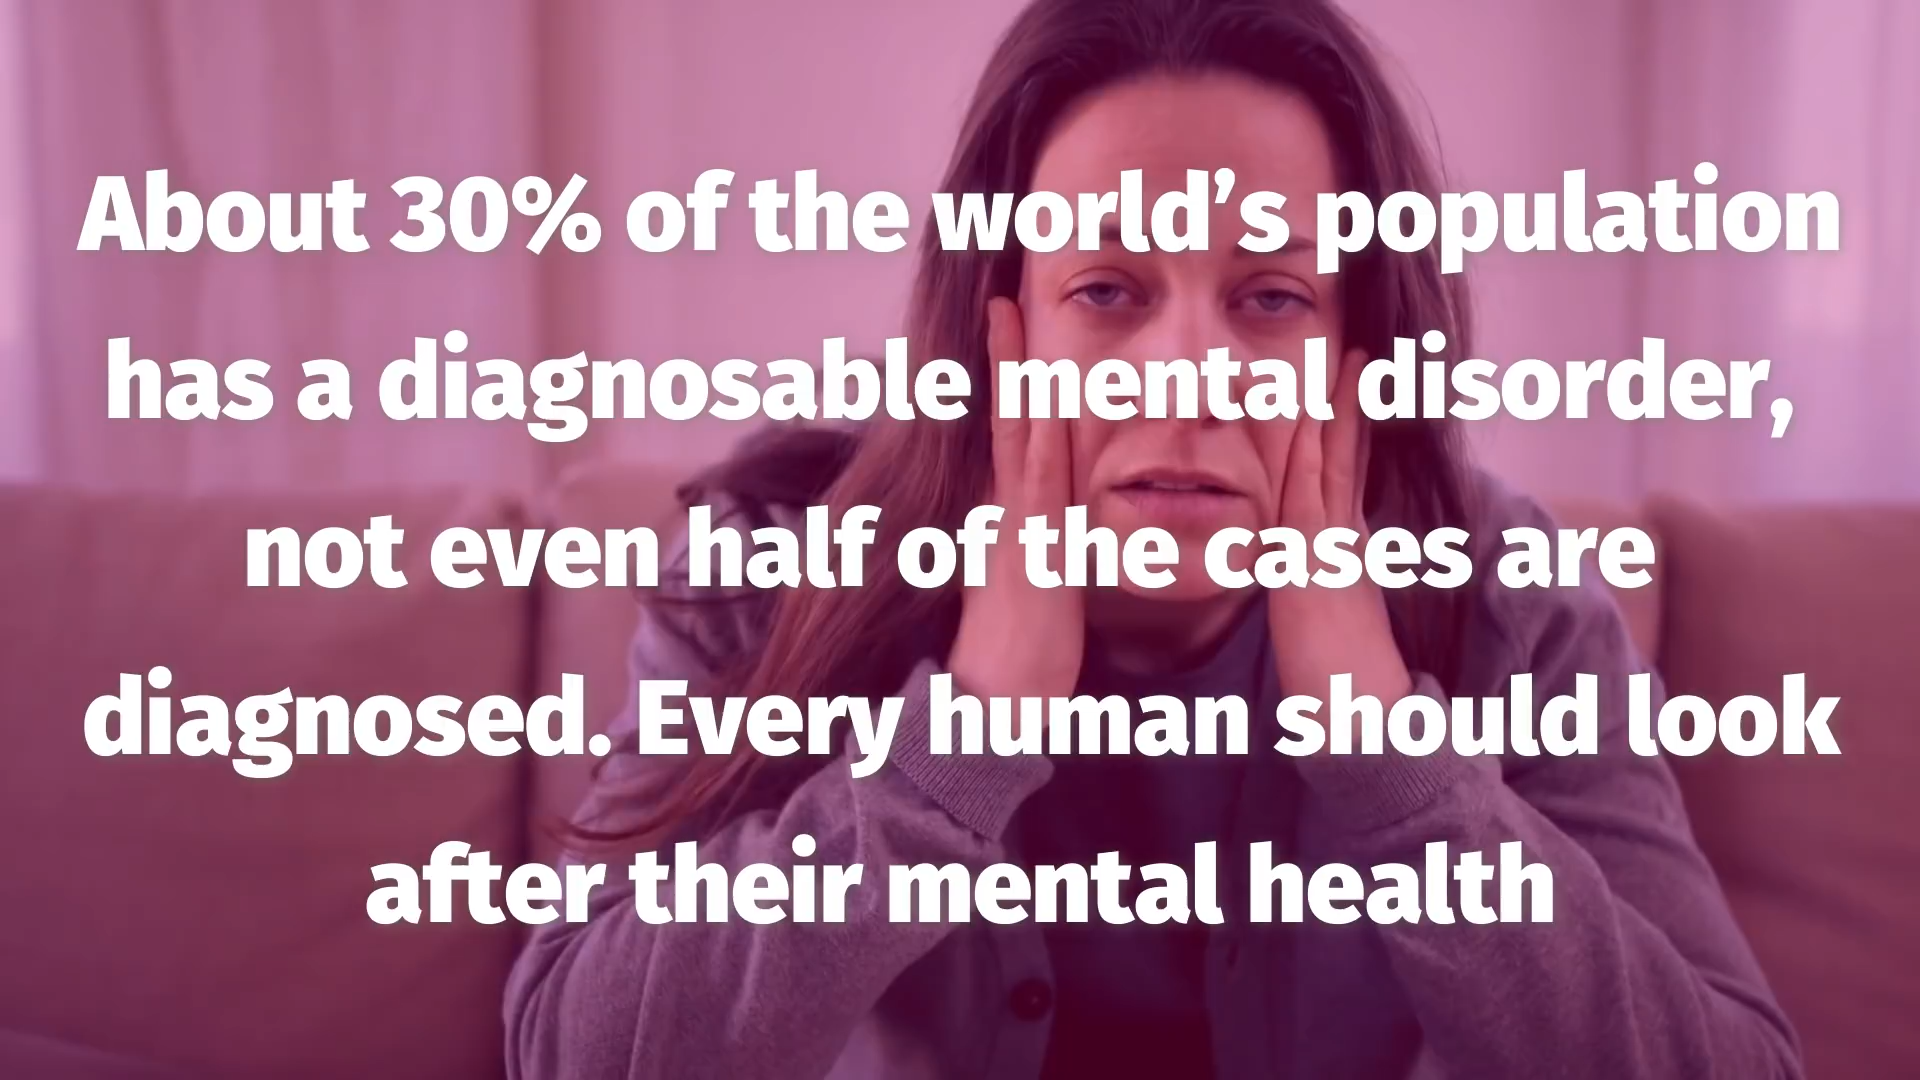 About 30% of the world’s population
has a diagnosable mental disorder,
not even half of the cases are
diagnosed. Every human should look
after their mental health